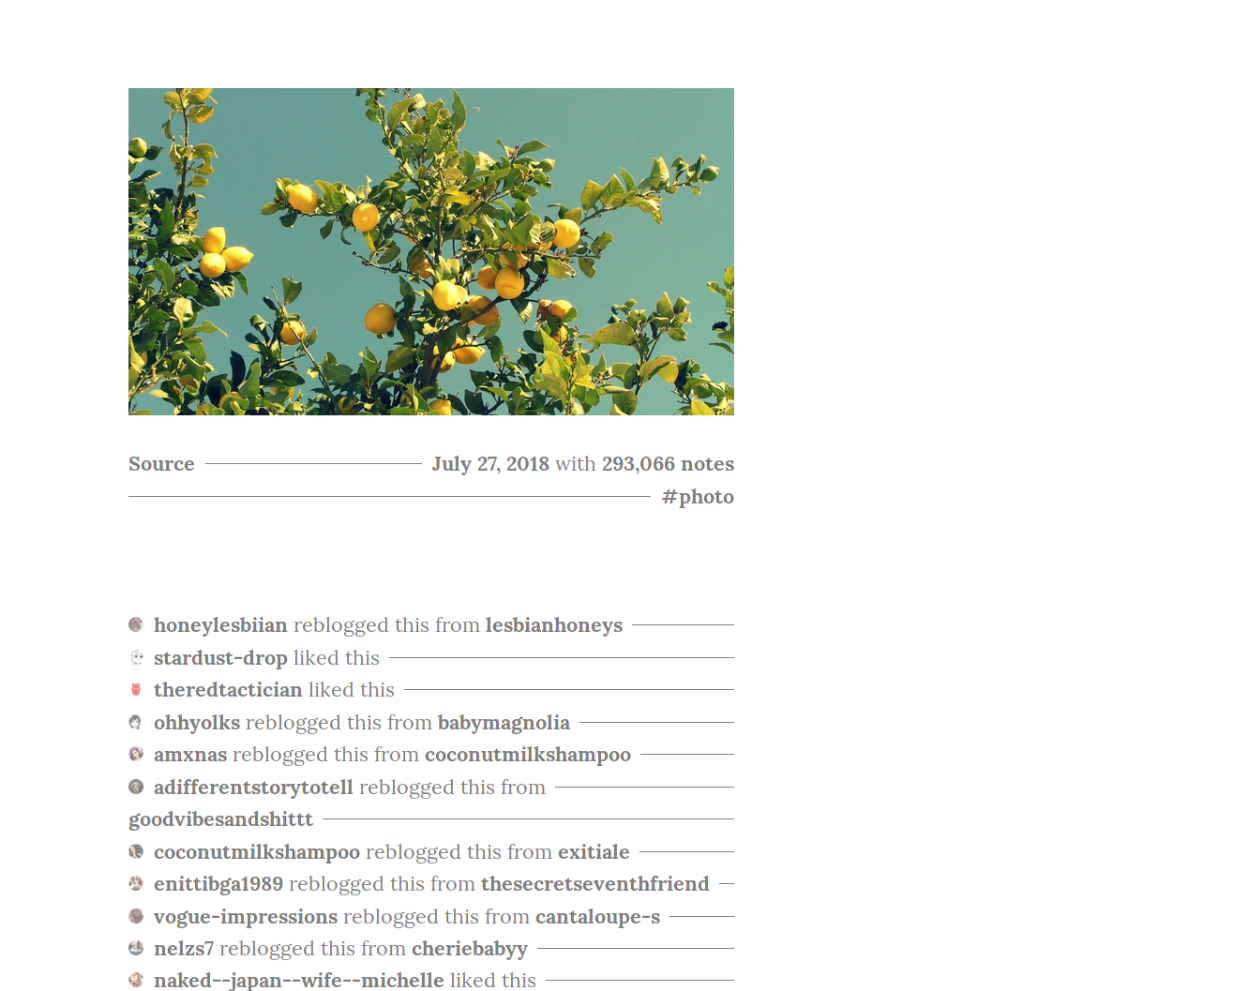 Source July 27, 2018 with 293,066 notes
#photo
honeylesbiian reblogged this from lesbianhoneys
stardust-drop liked this
theredtactician liked this
ohhyolks reblogged this from babymagnolia
amxnas reblogged this from coconutmilkshampoo
adifferentstorytotell reblogged this from
goodvibesandshittt
coconutmilkshampoo reblogged this from exitiale
enittibga1989 reblogged this from thesecretseventhfriend
vogue-impressions reblogged this from cantaloupe-s
nelzs7 reblogged this from cheriebabyy
naked--japan--wife--michelle liked this